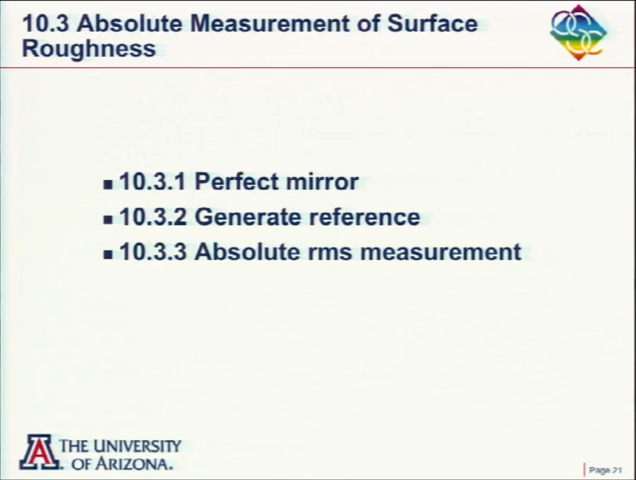 10.3 Absolute Measurement of Surface
Roughness
10.3.1 Perfect mirror
10.3.2 Generate reference
10.3.3 Absolute rms measurement
THE UNIVERSITY
OF ARIZONA.
Page 21